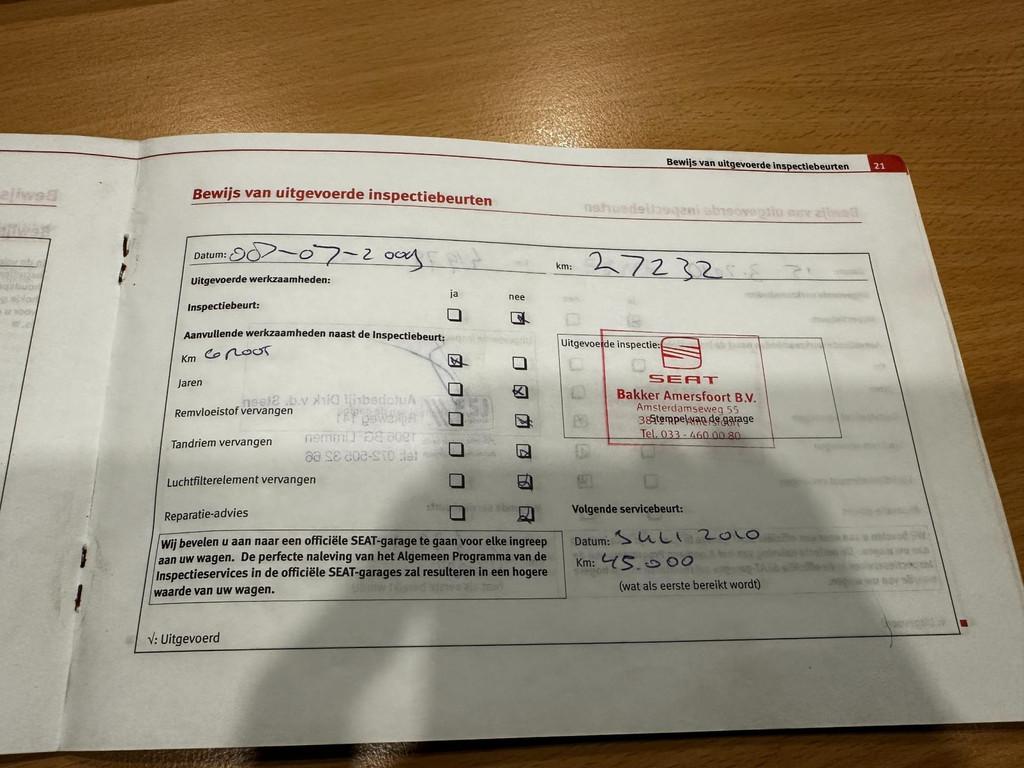 Bewijs van uitgevoerde inspectiebeurten 21
Bewijs van uitgevoerde inspectiebeurten
Datum: 007-07-2009 km: 27232
Uitgevoerde werkzaamheden:
ja nee
Inspectiebeurt:
Aanvullende werkzaamheden naast de Inspectiebeurt:
Km GROOT
Jaren
Remvloeistof vervangen
Tandriem vervangen
Luchtfilterelement vervangen
Reparatie-advies
Uitgevoerde inspectie:
SEAT
Bakker Amersfoort B.V.
Amsterdamseweg 55
Stempel van de garage
Tel. 033 - 460 00 80
Volgende servicebeurt:
Datum: JULI 2010
Km: 45.000
(wat als eerste bereikt wordt)
Wij bevelen u aan naar een officiële SEAT-garage te gaan voor elke ingreep
aan uw wagen. De perfecte naleving van het Algemeen Programma van de
Inspectieservices in de officiële SEAT-garages zal resulteren in een hogere
waarde van uw wagen.
√: Uitgevoerd